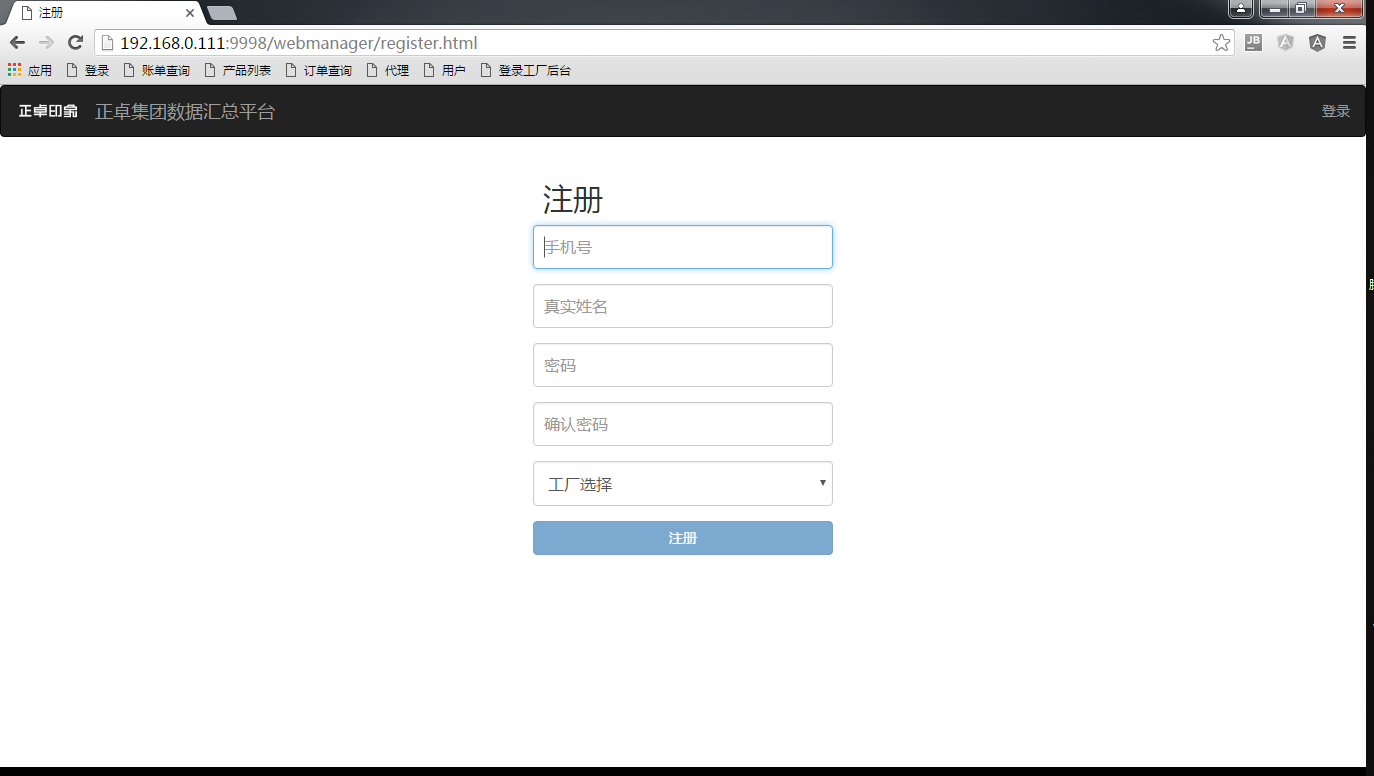 注册
192.168.0.111:9998/webmanager/register.html
JB
应用 登录 账单查询 产品列表 订单查询 代理 用户 登录工厂后台
正卓印象 正卓集团数据汇总平台 登录
注册
手机号
真实姓名
密码
确认密码
工厂选择
注册